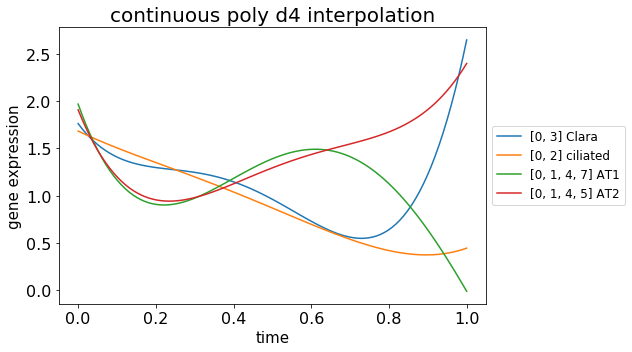 continuous poly d4 interpolation
gene expression
2.5
2.0
1.5
1.0
0.5
0.0
0.0 0.2 0.4 0.6 0.8 1.0
time
[0, 3] Clara
[0, 2] ciliated
[0, 1, 4, 7] AT1
[0, 1, 4, 5] AT2